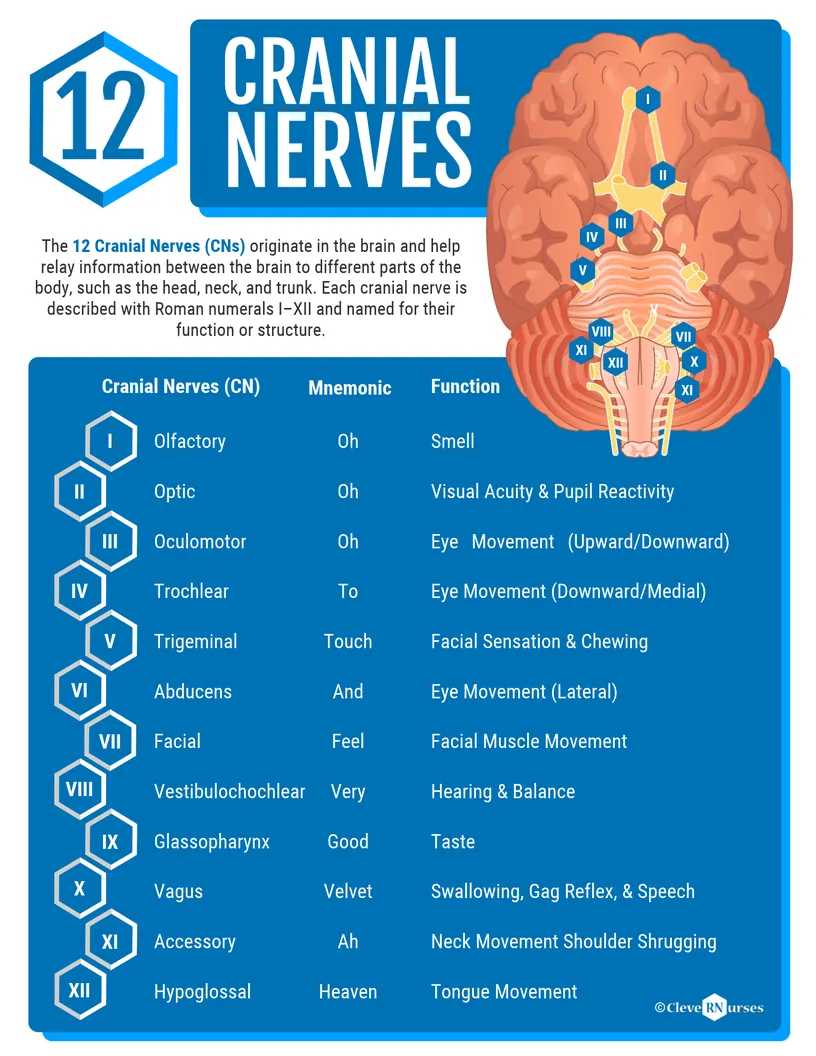 12
CRANIAL
NERVES
The 12 Cranial Nerves (CNs) originate in the brain and help
relay information between the brain to different parts of the
body, such as the head, neck, and trunk. Each cranial nerve is
described with Roman numerals I–XII and named for their
function or structure.
I
II
III
IV
V
V
VIII
VII
XI
XII
X
XI
Cranial Nerves (CN) Mnemonic Function
I Olfactory Oh Smell
II Optic Oh Visual Acuity & Pupil Reactivity
III Oculomotor Oh Eye Movement (Upward/Downward)
IV Trochlear To Eye Movement (Downward/Medial)
V Trigeminal Touch Facial Sensation & Chewing
VI Abducens And Eye Movement (Lateral)
VII Facial Feel Facial Muscle Movement
VIII Vestibulochochlear Very Hearing & Balance
IX Glassopharynx Good Taste
X Vagus Velvet Swallowing, Gag Reflex, & Speech
XI Accessory Ah Neck Movement Shoulder Shrugging
XII Hypoglossal Heaven Tongue Movement
©CleveRNurses